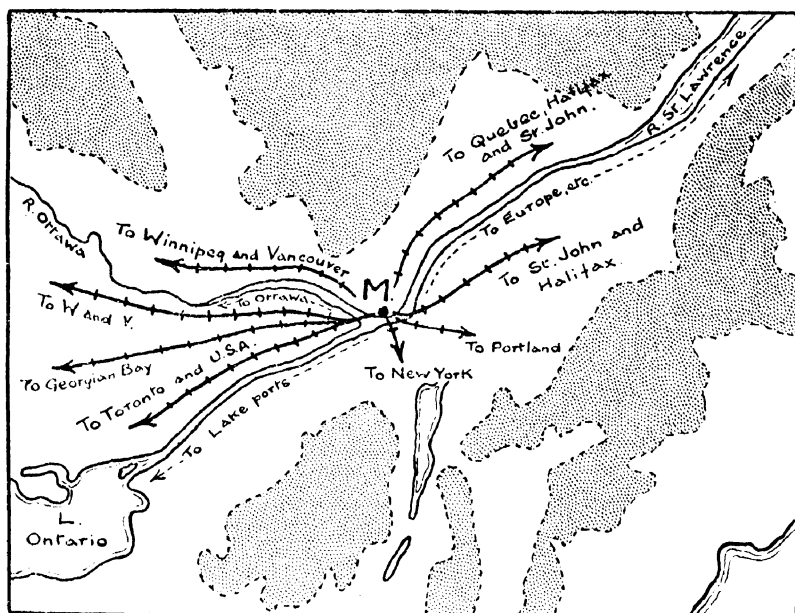 To Quebec, Halifax
and St. John.
R. St. Lawrence
To Europe, etc.
R. Ottawa
To Winnipeg and Vancouver
M.
To St. John and
Halifax.
To Ottawa
To W and V.
To Portland
To Georgian Bay
To Toronto and U.S.A.
To New York
To Lake ports
L.
Ontario